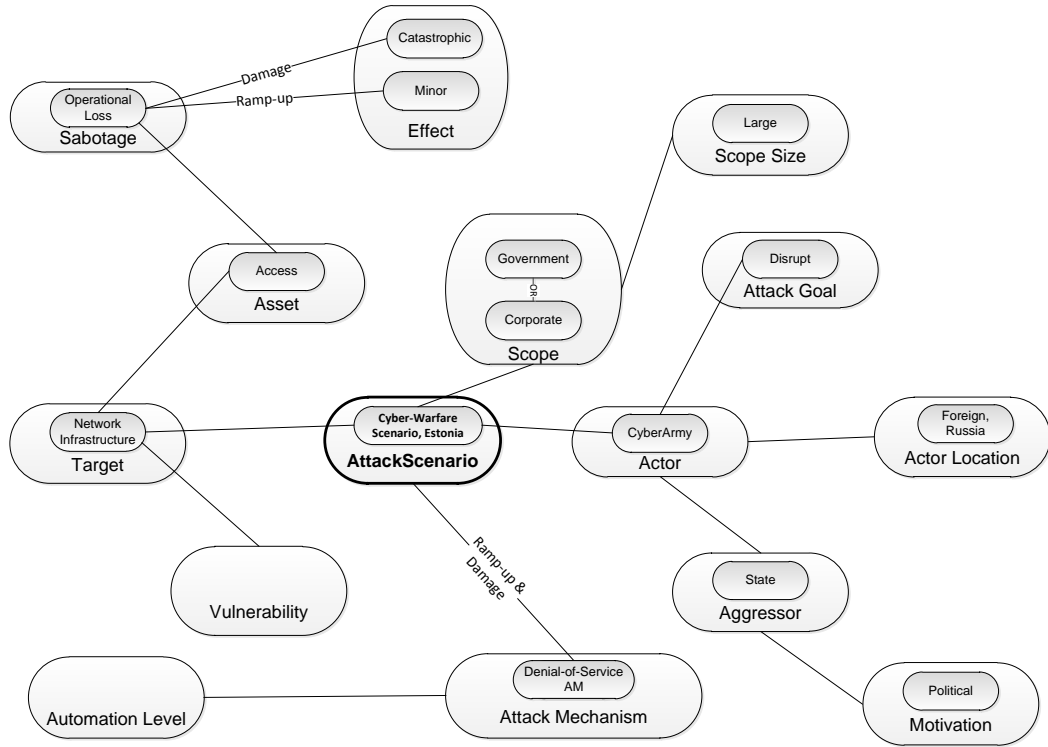 Catastrophic
Damage
Minor
Ramp-up
Effect
Operational
Loss
Sabotage
Large
Scope Size
Government
-OR-
Corporate
Scope
Disrupt
Attack Goal
Access
Asset
Network
Infrastructure
Target
Cyber-Warfare
Scenario, Estonia
AttackScenario
CyberArmy
Actor
Foreign,
Russia
Actor Location
Ramp-up &
Damage
Vulnerability
State
Aggressor
Denial-of-Service
AM
Attack Mechanism
Automation Level
Political
Motivation